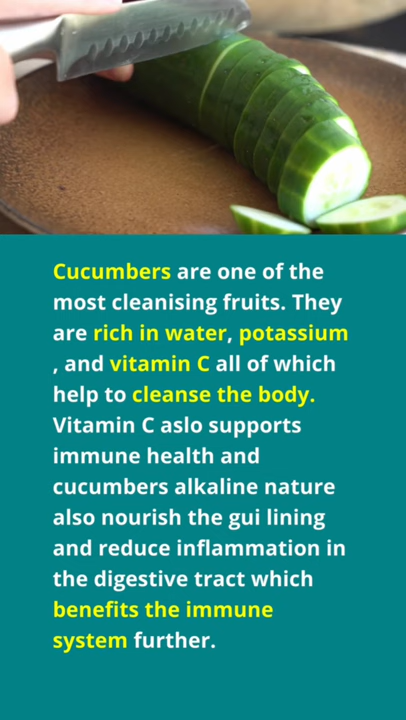 Cucumbers are one of the
most cleanising fruits. They
are rich in water, potassium
, and vitamin C all of which
help to cleanse the body.
Vitamin C aslo supports
immune health and
cucumbers alkaline nature
also nourish the gui lining
and reduce inflammation in
the digestive tract which
benefits the immune
system further.